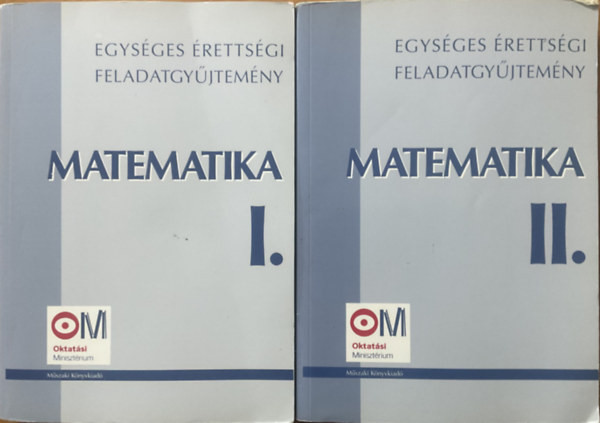 EGYSÉGES ÉRETTSÉGI
FELADATGYŰJTEMÉNY
MATEMATIKA
I.
OM
Oktatási
Minisztérium
Műszaki Könyvkiadó
EGYSÉGES ÉRETTSÉGI
FELADATGYŰJTEMÉNY
MATEMATIKA
II.
OM
Oktatási
Minisztérium
Műszaki Könyvkiadó